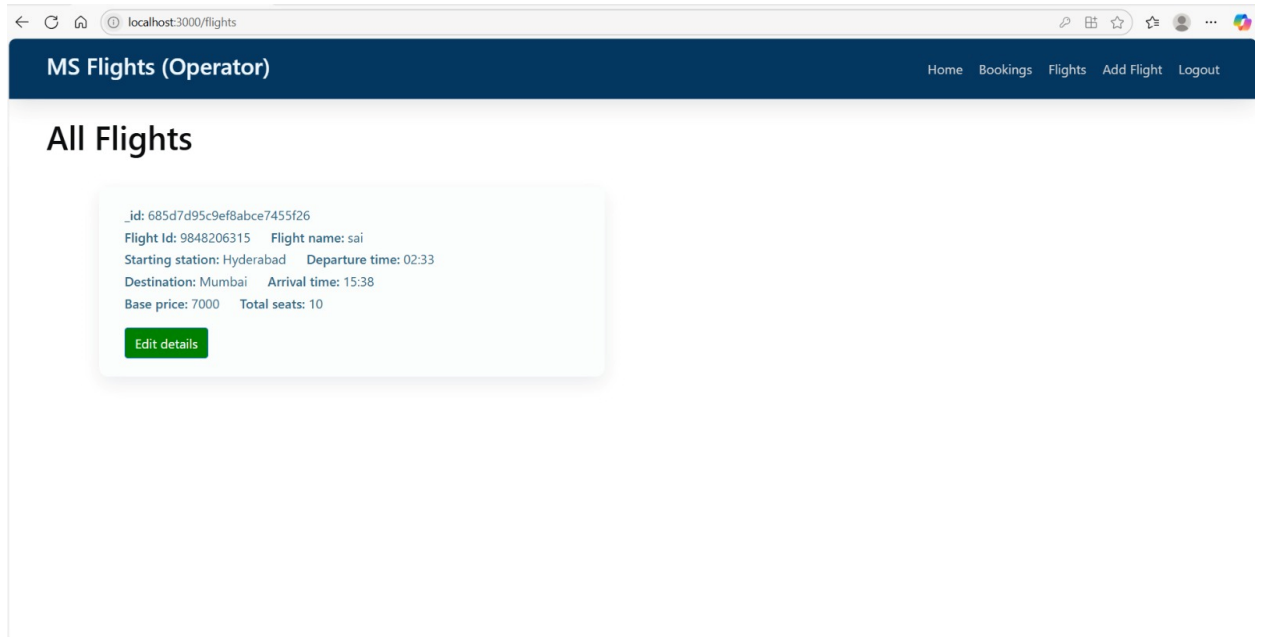 localhost:3000/flights
MS Flights (Operator)
Home Bookings Flights Add Flight Logout
All Flights
_id: 685d7d95c9ef8abce7455f26
Flight Id: 9848206315 Flight name: sai
Starting station: Hyderabad Departure time: 02:33
Destination: Mumbai Arrival time: 15:38
Base price: 7000 Total seats: 10
Edit details